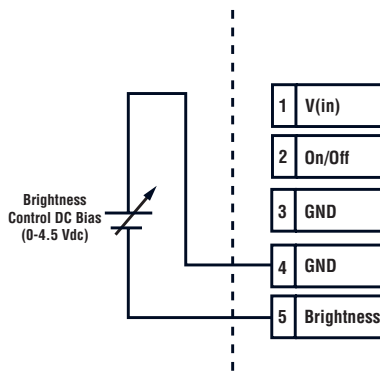 1 V(in)
2 On/Off
3 GND
4 GND
5 Brightness
Brightness
Control DC Bias
(0-4.5 Vdc)